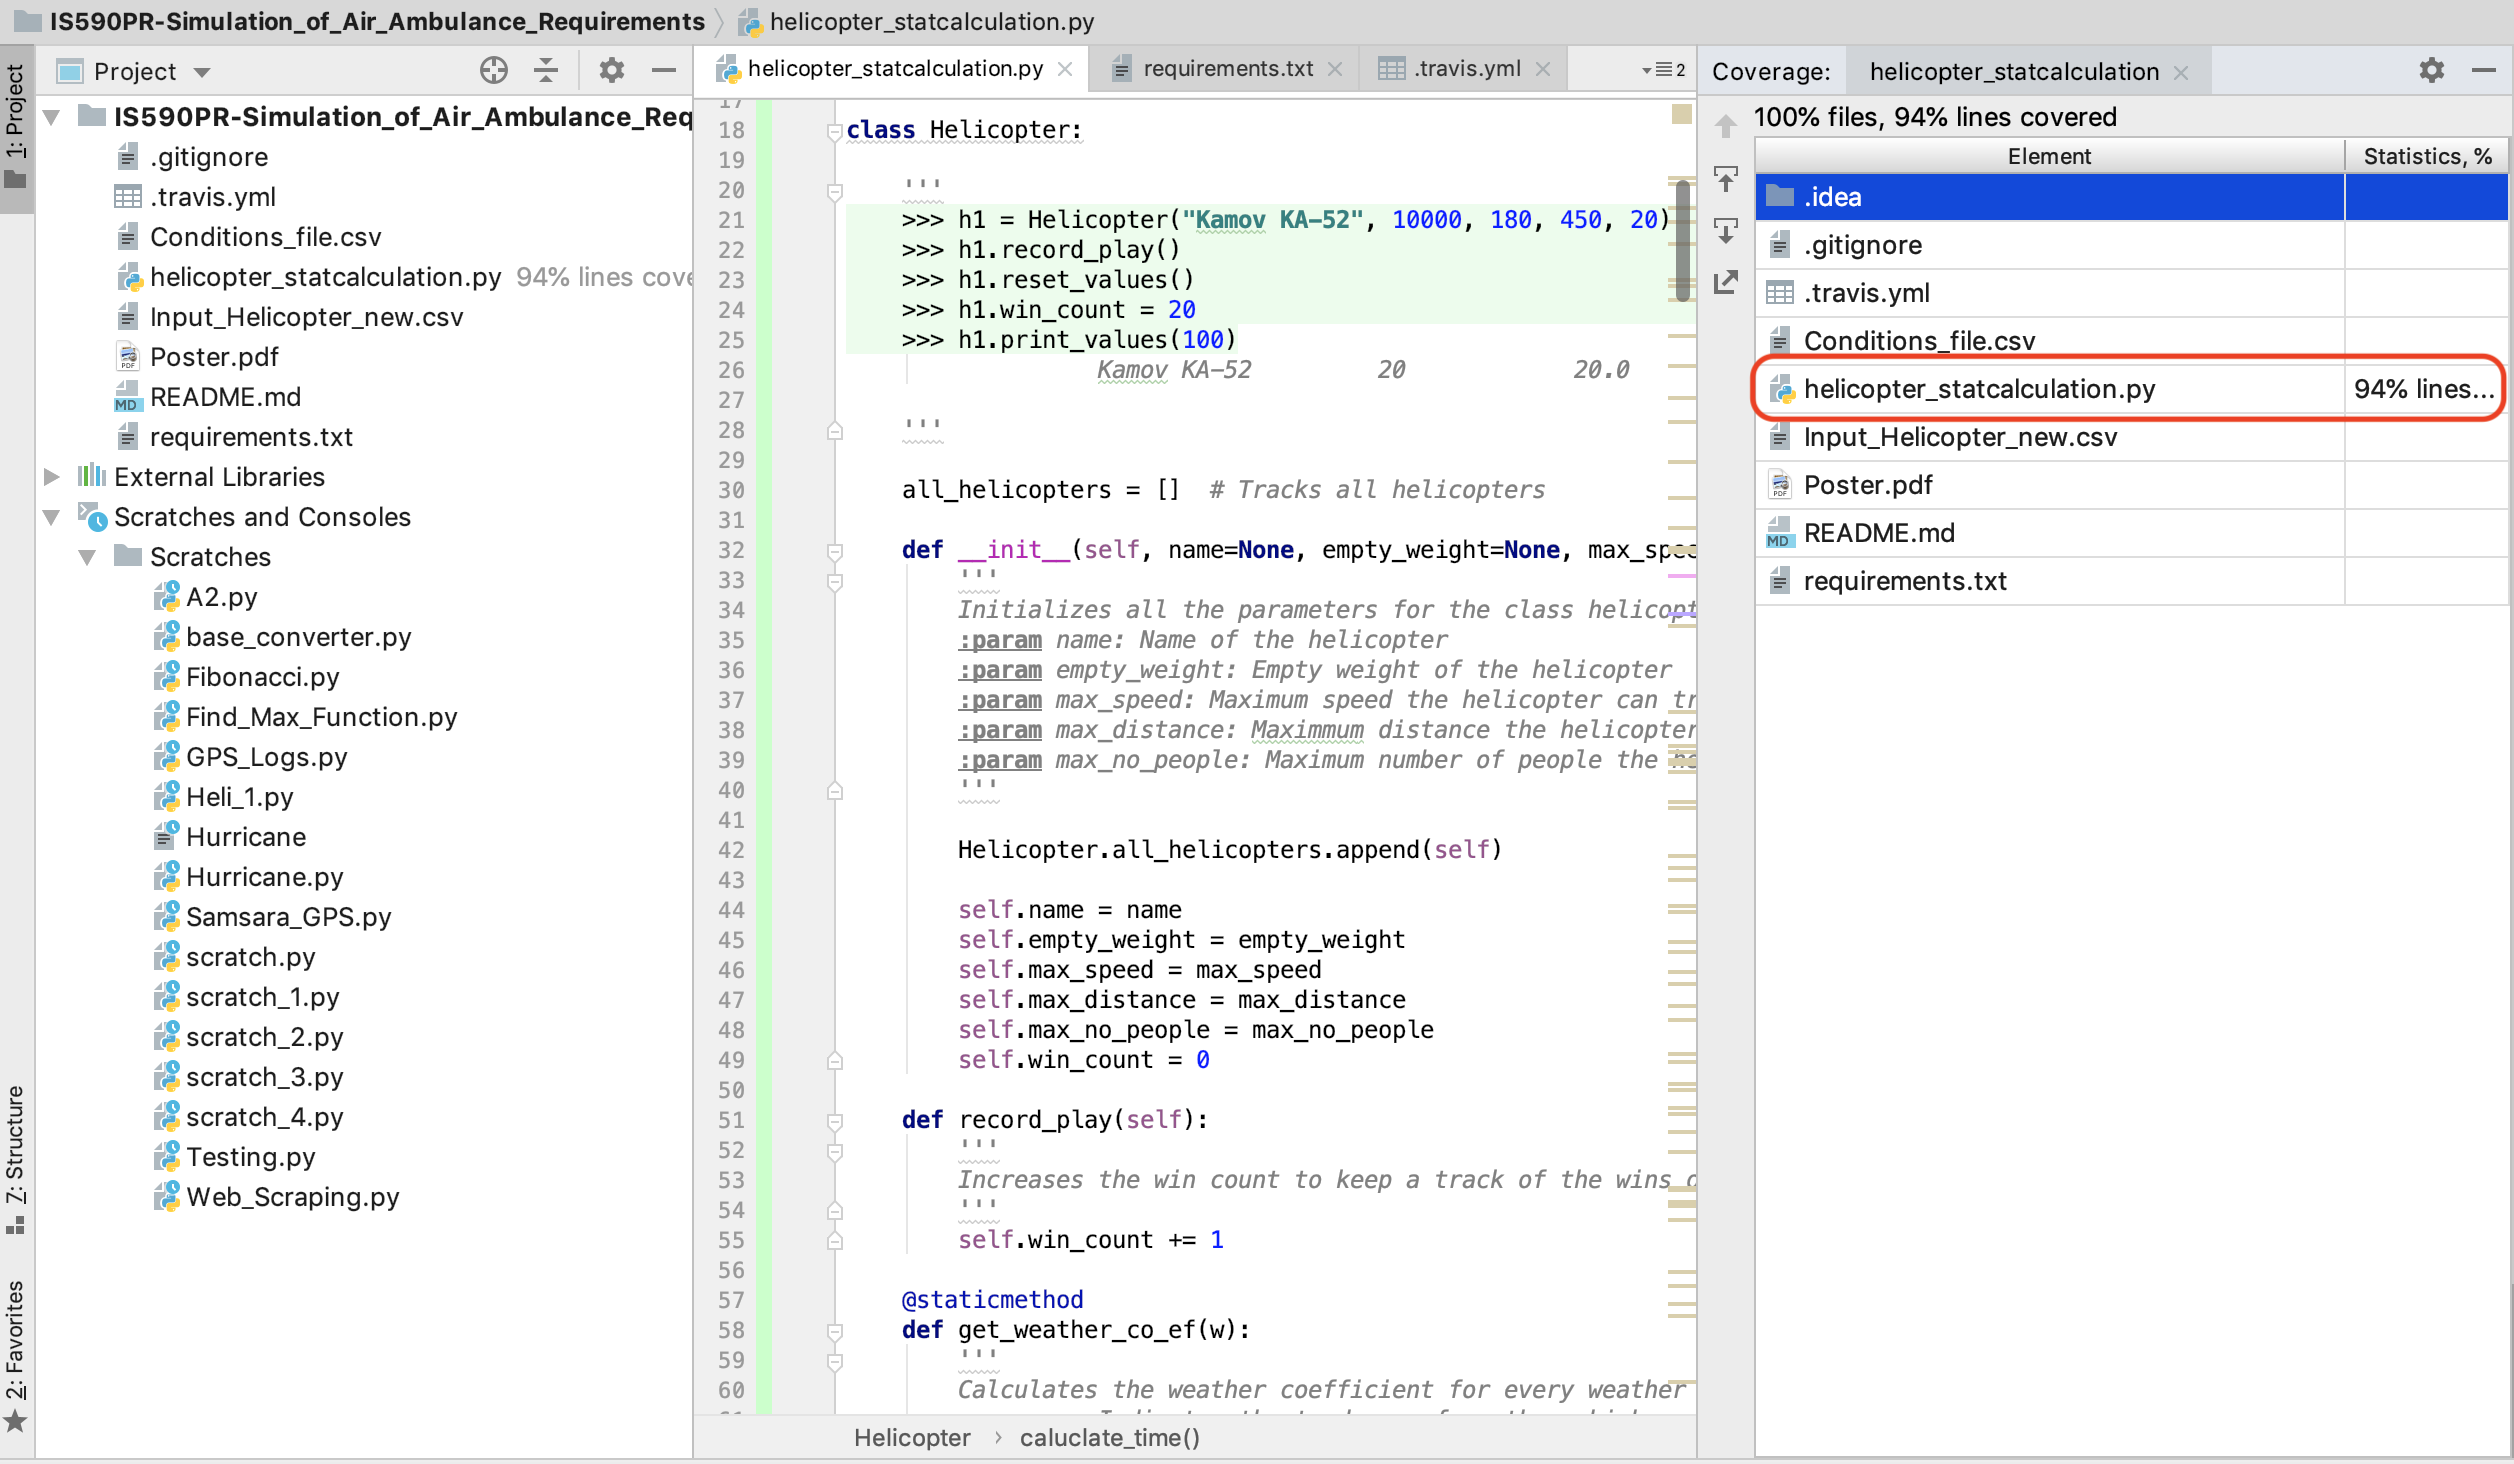 IS590PR-Simulation_of_Air_Ambulance_Requirements
helicopter_statcalculation.py
1: Project
7: Structure
2: Favorites
Project
IS590PR-Simulation_of_Air_Ambulance_Req
.gitignore
.travis.yml
Conditions_file.csv
helicopter_statcalculation.py 94% lines cove
Input_Helicopter_new.csv
Poster.pdf
README.md
requirements.txt
External Libraries
Scratches and Consoles
Scratches
A2.py
base_converter.py
Fibonacci.py
Find_Max_Function.py
GPS_Logs.py
Heli_1.py
Hurricane
Hurricane.py
Samsara_GPS.py
scratch.py
scratch_1.py
scratch_2.py
scratch_3.py
scratch_4.py
Testing.py
Web_Scraping.py
helicopter_statcalculation.py requirements.txt .travis.yml 2
17
18 class Helicopter:
19
20 '''
21 >>> h1 = Helicopter("Kamov KA-52", 10000, 180, 450, 20)
22 >>> h1.record_play()
23 >>> h1.reset_values()
24 >>> h1.win_count = 20
25 >>> h1.print_values(100)
26 Kamov KA-52 20 20.0
27
28 '''
29
30 all_helicopters = [] # Tracks all helicopters
31
32 def __init__(self, name=None, empty_weight=None, max_spee
33 '''
34 Initializes all the parameters for the class helicopt
35 :param name: Name of the helicopter
36 :param empty_weight: Empty weight of the helicopter
37 :param max_speed: Maximum speed the helicopter can tr
38 :param max_distance: Maximmum distance the helicopter
39 :param max_no_people: Maximum number of people the he
40 '''
41
42 Helicopter.all_helicopters.append(self)
43
44 self.name = name
45 self.empty_weight = empty_weight
46 self.max_speed = max_speed
47 self.max_distance = max_distance
48 self.max_no_people = max_no_people
49 self.win_count = 0
50
51 def record_play(self):
52 '''
53 Increases the win count to keep a track of the wins o
54 '''
55 self.win_count += 1
56
57 @staticmethod
58 def get_weather_co_ef(w):
59 '''
60 Calculates the weather coefficient for every weather
Helicopter › caluclate_time()
Coverage: helicopter_statcalculation
100% files, 94% lines covered
Element Statistics, %
.idea
.gitignore
.travis.yml
Conditions_file.csv
helicopter_statcalculation.py 94% lines...
Input_Helicopter_new.csv
Poster.pdf
README.md
requirements.txt